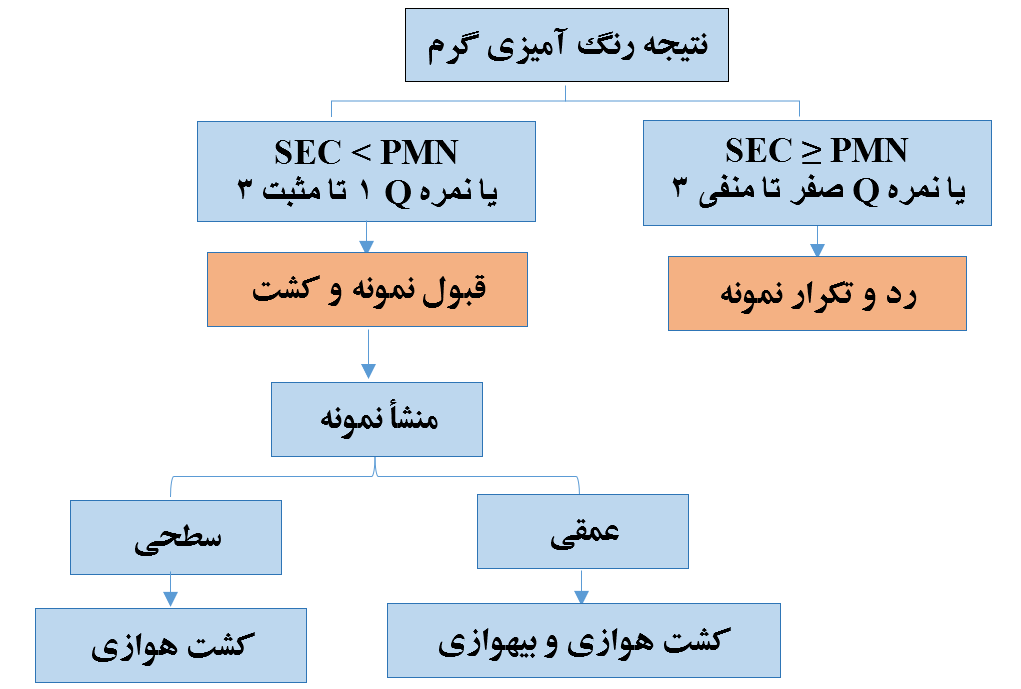 نتیجه رنگ آمیزی گرم
SEC ≥ PMN
یا نمره Q صفر تا منفی ۳
SEC < PMN
یا نمره Q ۱ تا مثبت ۳
رد و تکرار نمونه
قبول نمونه و کشت
منشأ نمونه
عمقی
سطحی
کشت هوازی و بیهوازی
کشت هوازی